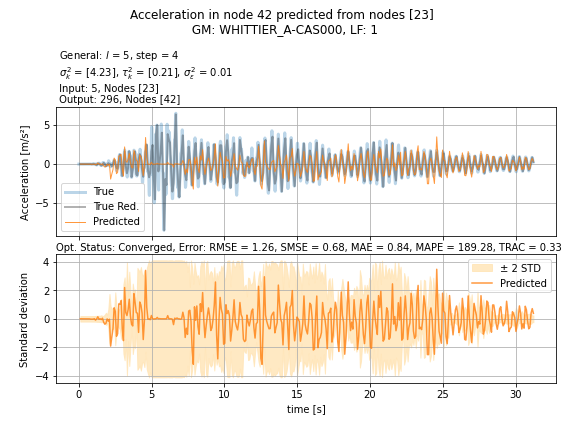 Acceleration in node 42 predicted from nodes [23]
GM: WHITTIER_A-CAS000, LF: 1
General: l = 5, step = 4
σ²ₖ = [4.23], τ²ₖ = [0.21], σ²ₑ = 0.01
Input: 5, Nodes [23]
Output: 296, Nodes [42]
Acceleration [m/s²]
5
0
−5
True
True Red.
Predicted
Opt. Status: Converged, Error: RMSE = 1.26, SMSE = 0.68, MAE = 0.84, MAPE = 189.28, TRAC = 0.33
Standard deviation
4
2
0
−2
−4
± 2 STD
Predicted
0 5 10 15 20 25 30
time [s]